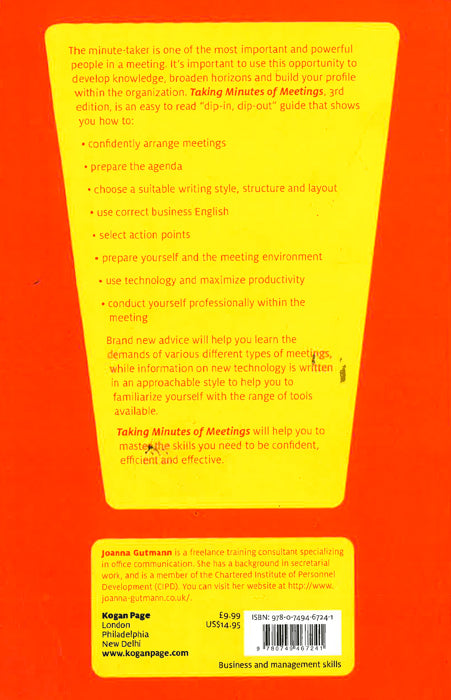 The minute-taker is one of the most important and powerful
people in a meeting. It's important to use this opportunity to
develop knowledge, broaden horizons and build your profile
within the organization. Taking Minutes of Meetings, 3rd
edition, is an easy to read "dip-in, dip-out" guide that shows
you how to:
• confidently arrange meetings
• prepare the agenda
• choose a suitable writing style, structure and layout
• use correct business English
• select action points
• prepare yourself and the meeting environment
• use technology and maximize productivity
• conduct yourself professionally within the
meeting
Brand new advice will help you learn the
demands of various different types of meetings,
while information on new technology is written
in an approachable style to help you to
familiarize yourself with the range of tools
available.
Taking Minutes of Meetings will help you to
master the skills you need to be confident,
efficient and effective.
Joanna Gutmann is a freelance training consultant specializing
in office communication. She has a background in secretarial
work, and is a member of the Chartered Institute of Personnel
Development (CIPD). You can visit her website at http://www.
joanna-gutmann.co.uk/.
Kogan Page
London
Philadelphia
New Delhi
www.koganpage.com
£9.99
US$14.95
ISBN: 978-0-7494-6724-1
9 780749 467241
Business and management skills